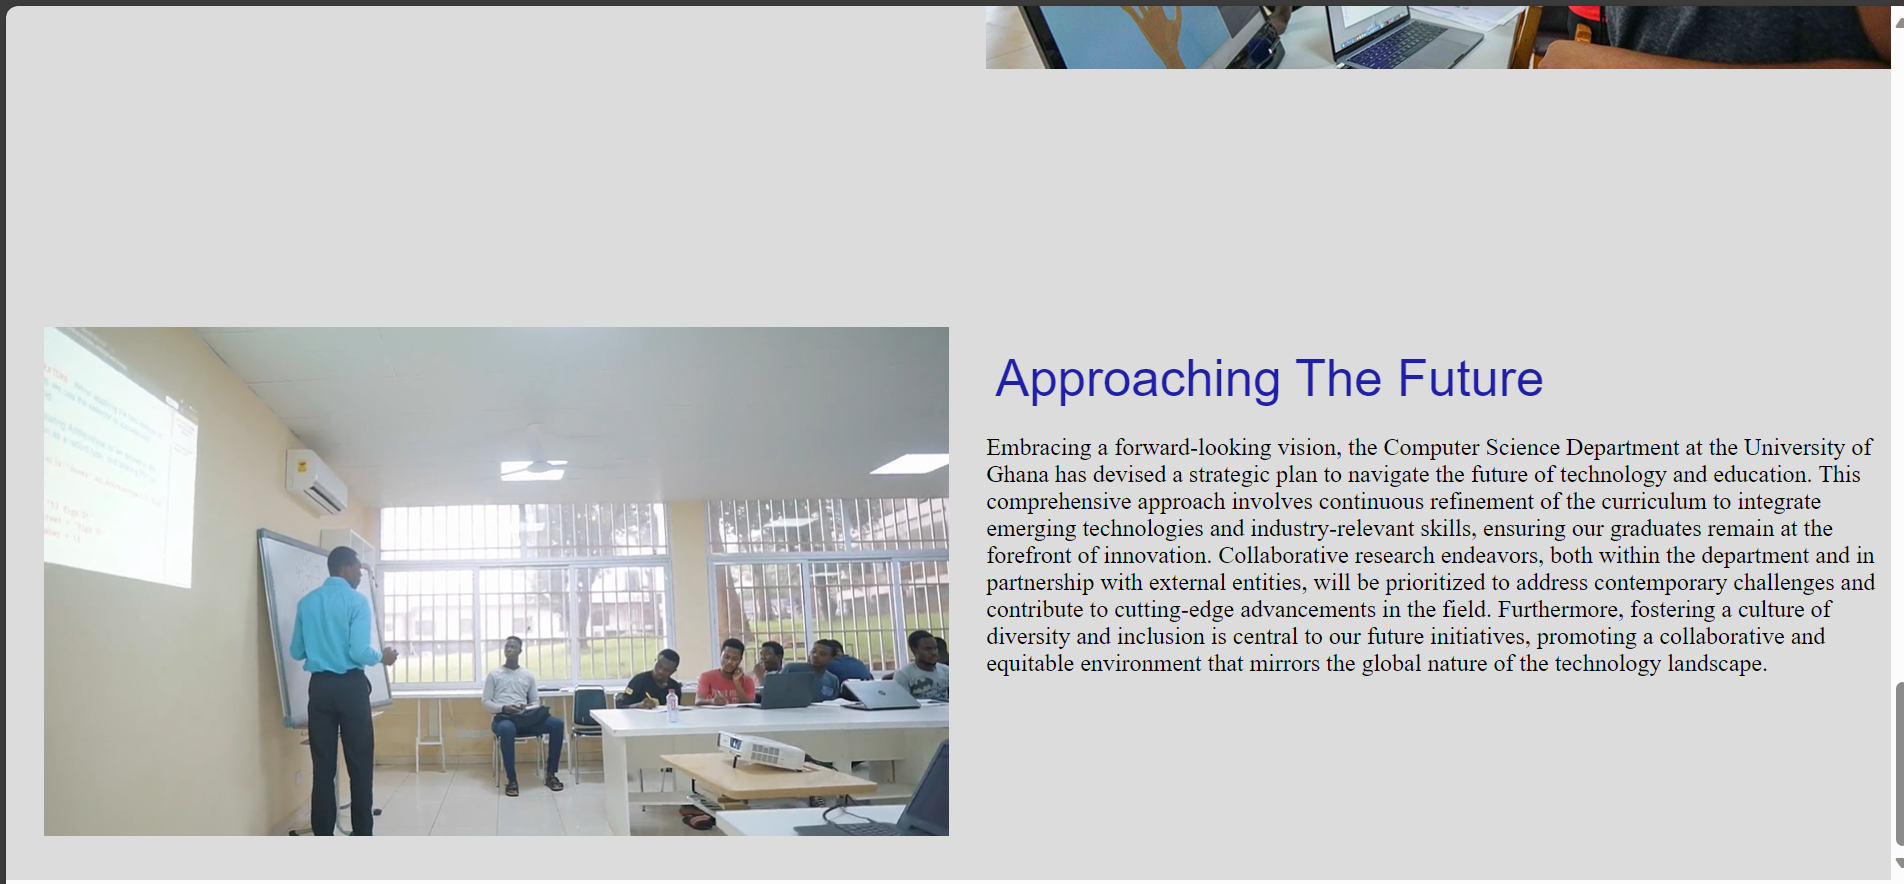 Approaching The Future
Embracing a forward-looking vision, the Computer Science Department at the University of
Ghana has devised a strategic plan to navigate the future of technology and education. This
comprehensive approach involves continuous refinement of the curriculum to integrate
emerging technologies and industry-relevant skills, ensuring our graduates remain at the
forefront of innovation. Collaborative research endeavors, both within the department and in
partnership with external entities, will be prioritized to address contemporary challenges and
contribute to cutting-edge advancements in the field. Furthermore, fostering a culture of
diversity and inclusion is central to our future initiatives, promoting a collaborative and
equitable environment that mirrors the global nature of the technology landscape.